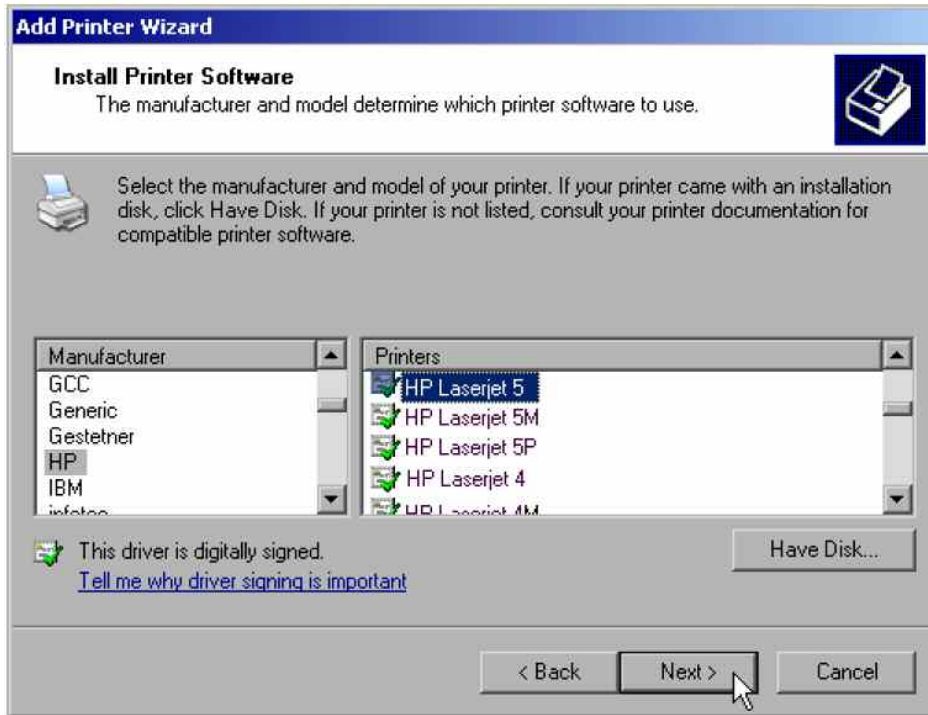 Add Printer Wizard
Install Printer Software
The manufacturer and model determine which printer software to use.
Select the manufacturer and model of your printer. If your printer came with an installation
disk, click Have Disk. If your printer is not listed, consult your printer documentation for
compatible printer software.
Manufacturer
GCC
Generic
Gestetner
HP
IBM
Printers
HP Laserjet 5
HP Laserjet 5M
HP Laserjet 5P
HP Laserjet 4
HP Laserjet 4M
This driver is digitally signed.
Tell me why driver signing is important
Have Disk...
< Back
Next >
Cancel